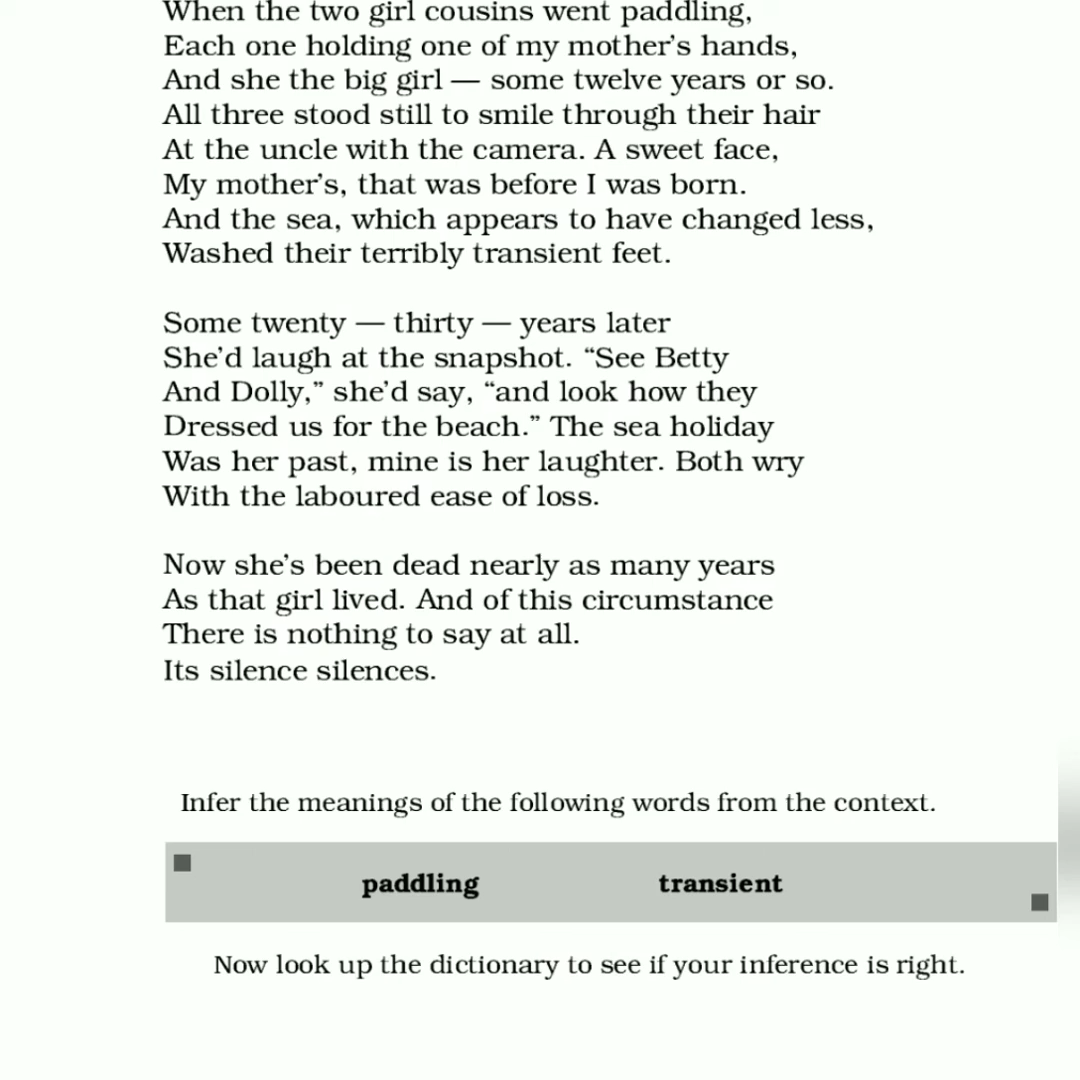 When the two girl cousins went paddling,
Each one holding one of my mother’s hands,
And she the big girl — some twelve years or so.
All three stood still to smile through their hair
At the uncle with the camera. A sweet face,
My mother’s, that was before I was born.
And the sea, which appears to have changed less,
Washed their terribly transient feet.
Some twenty — thirty — years later
She’d laugh at the snapshot. “See Betty
And Dolly,” she’d say, “and look how they
Dressed us for the beach.” The sea holiday
Was her past, mine is her laughter. Both wry
With the laboured ease of loss.
Now she’s been dead nearly as many years
As that girl lived. And of this circumstance
There is nothing to say at all.
Its silence silences.
Infer the meanings of the following words from the context.
paddling transient
Now look up the dictionary to see if your inference is right.